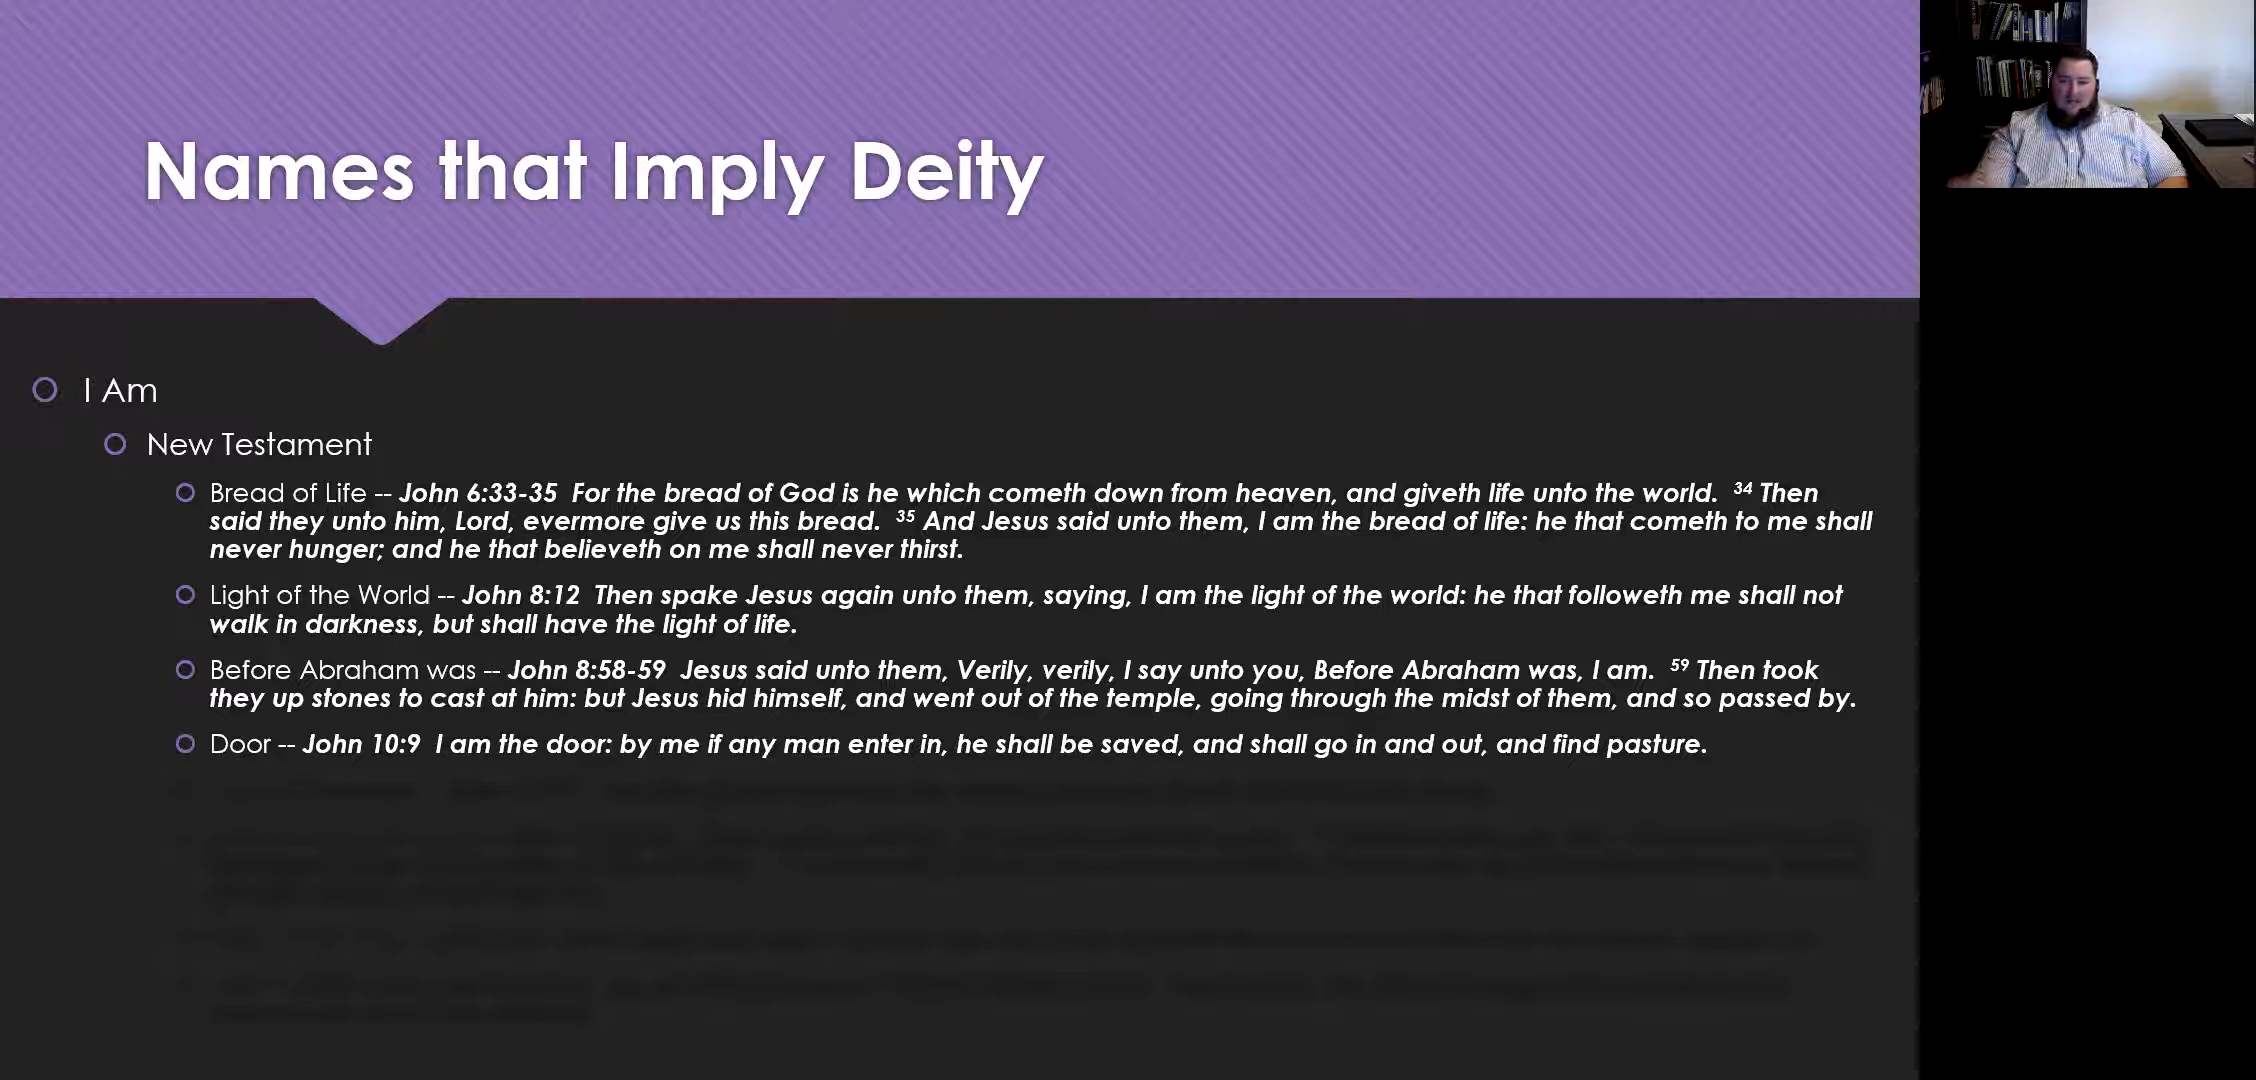 Names that Imply Deity
I Am
New Testament
Bread of Life -- John 6:33-35 For the bread of God is he which cometh down from heaven, and giveth life unto the world. 34 Then
said they unto him, Lord, evermore give us this bread. 35 And Jesus said unto them, I am the bread of life: he that cometh to me shall
never hunger; and he that believeth on me shall never thirst.
Light of the World -- John 8:12 Then spake Jesus again unto them, saying, I am the light of the world: he that followeth me shall not
walk in darkness, but shall have the light of life.
Before Abraham was -- John 8:58-59 Jesus said unto them, Verily, verily, I say unto you, Before Abraham was, I am. 59 Then took
they up stones to cast at him: but Jesus hid himself, and went out of the temple, going through the midst of them, and so passed by.
Door -- John 10:9 I am the door: by me if any man enter in, he shall be saved, and shall go in and out, and find pasture.